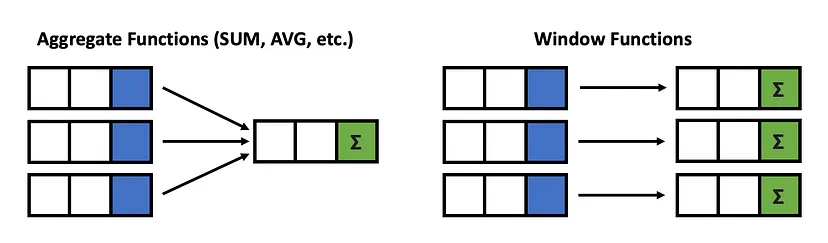 Aggregate Functions (SUM, AVG, etc.)
Window Functions
Σ
Σ
Σ
Σ